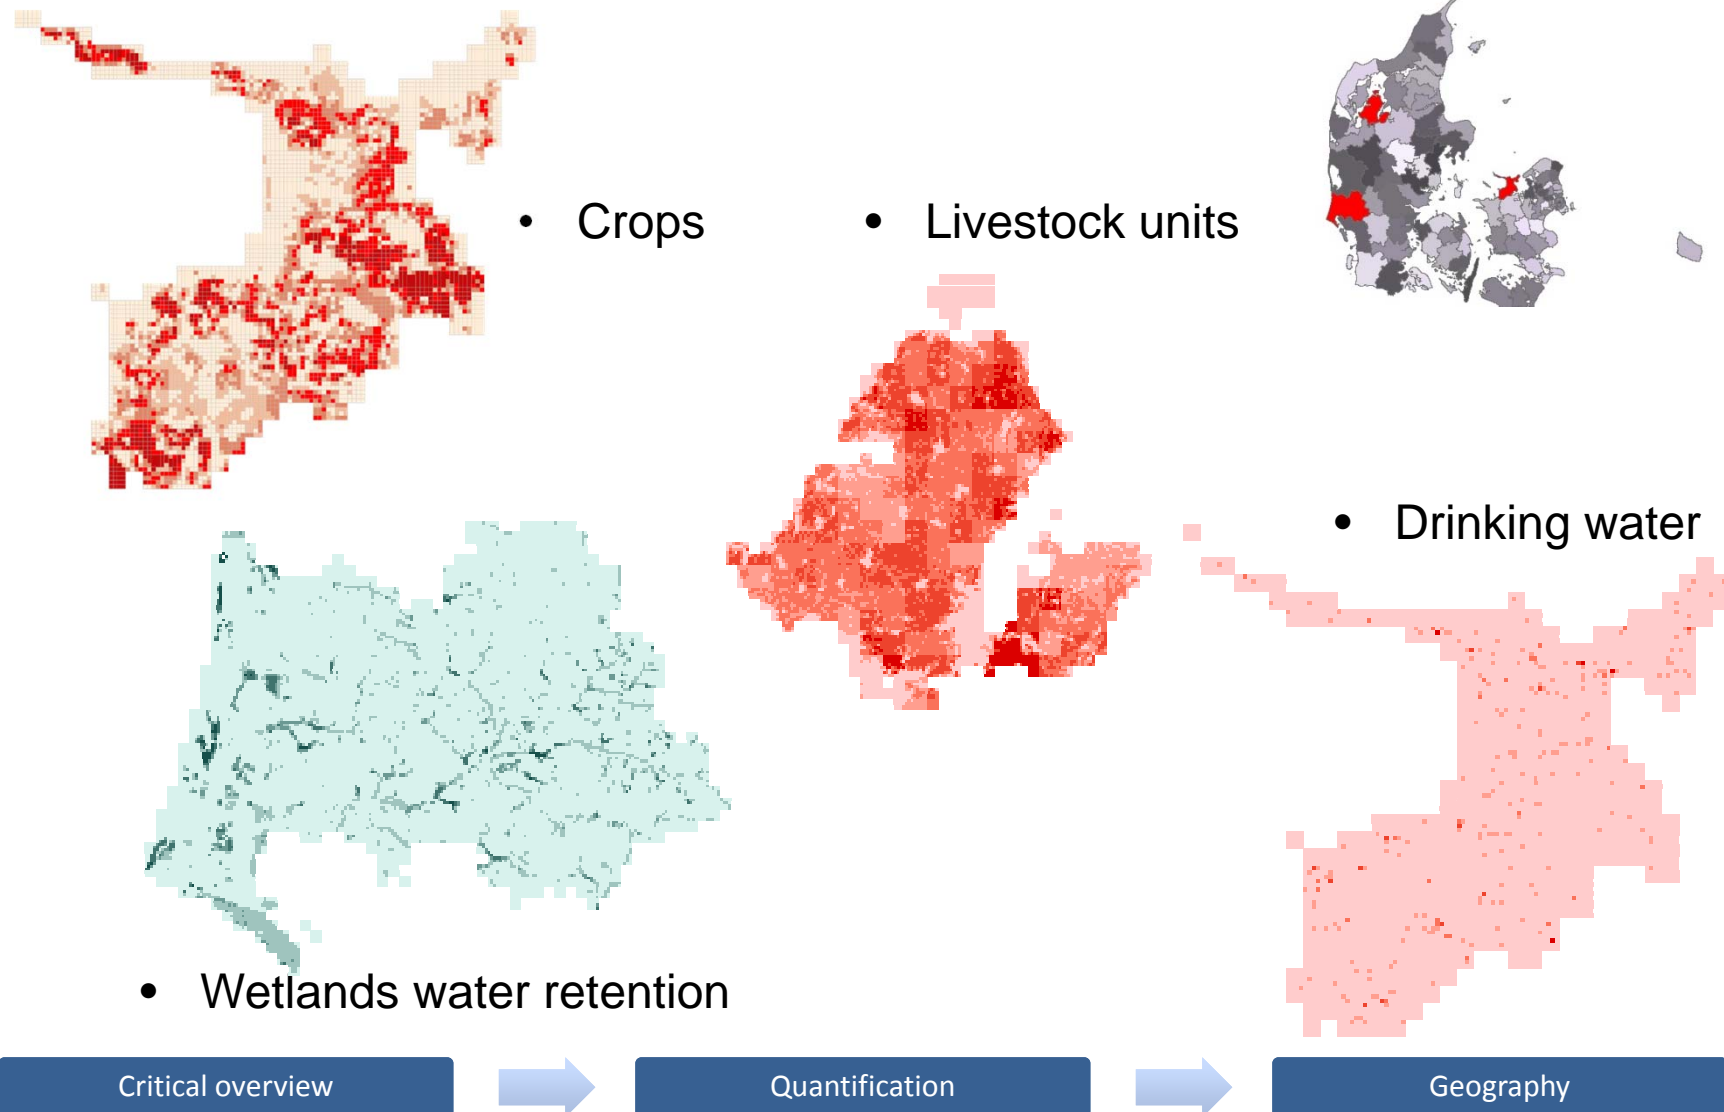 • Crops
• Livestock units
• Drinking water
• Wetlands water retention
Critical overview
Quantification
Geography